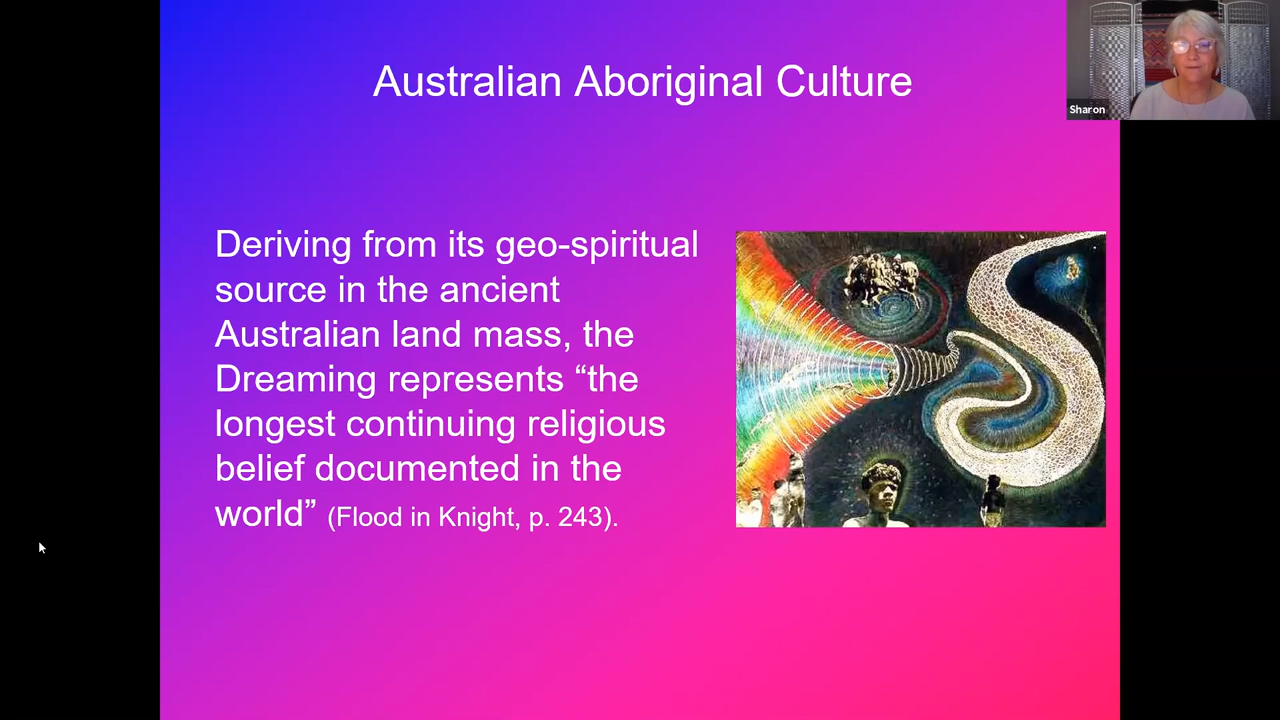 Australian Aboriginal Culture
Sharon
Deriving from its geo-spiritual
source in the ancient
Australian land mass, the
Dreaming represents “the
longest continuing religious
belief documented in the
world” (Flood in Knight, p. 243).